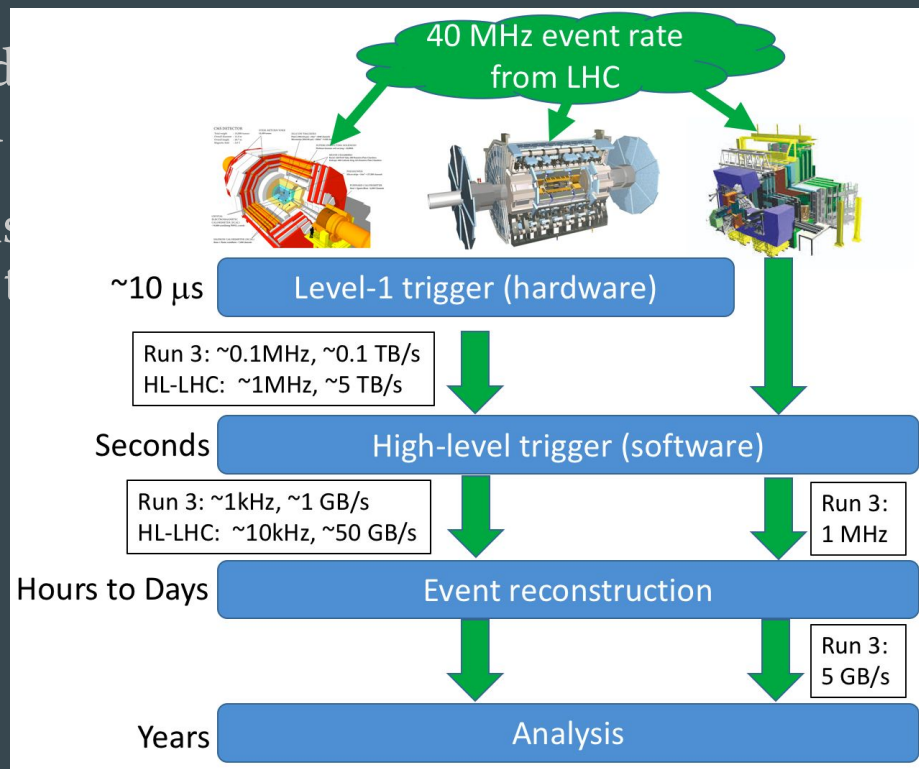 40 MHz event rate
from LHC
CMS DETECTOR
~10 μs
Level-1 trigger (hardware)
Run 3: ~0.1MHz, ~0.1 TB/s
HL-LHC: ~1MHz, ~5 TB/s
Seconds
High-level trigger (software)
Run 3: ~1kHz, ~1 GB/s
HL-LHC: ~10kHz, ~50 GB/s
Run 3:
1 MHz
Hours to Days
Event reconstruction
Run 3:
5 GB/s
Years
Analysis